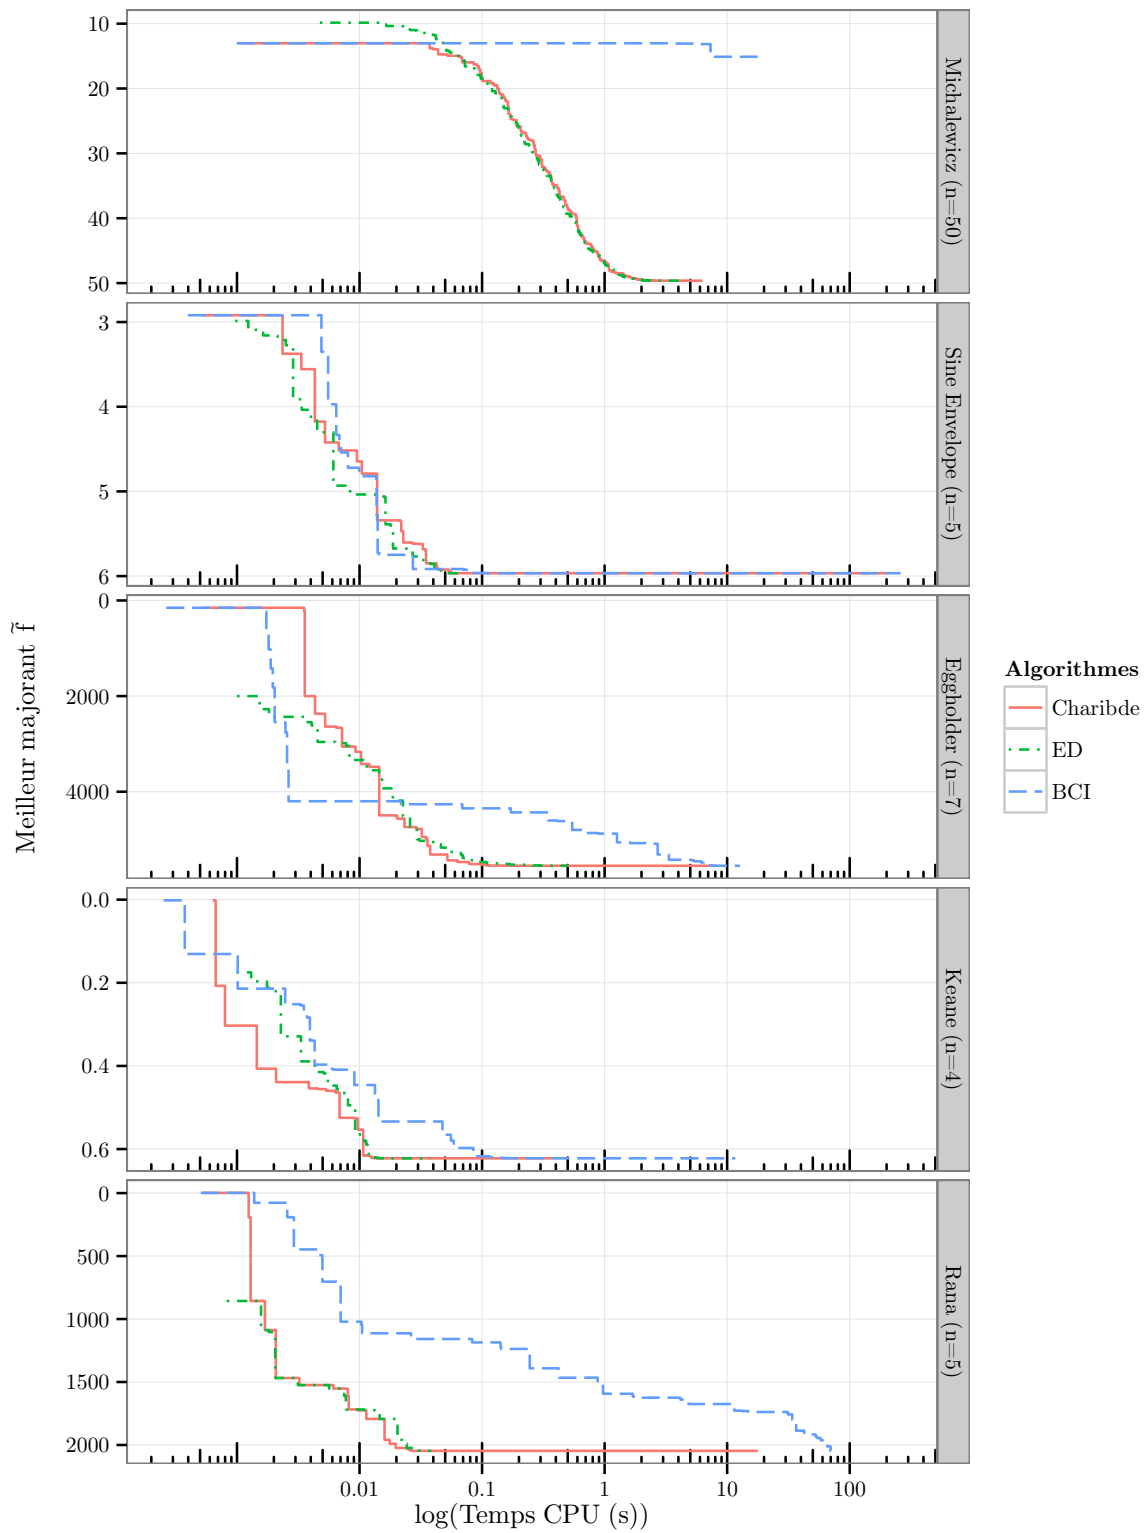 10
20
30
40
50
Michalewicz (n=50)
3
4
5
6
Sine Envelope (n=5)
0
2000
4000
Eggholder (n=7)
0.0
0.2
0.4
0.6
Keane (n=4)
0
500
1000
1500
2000
Rana (n=5)
0.01
0.1
1
10
100
log(Temps CPU (s))
Meilleur majorant f̃
Algorithmes
Charibde
ED
BCI